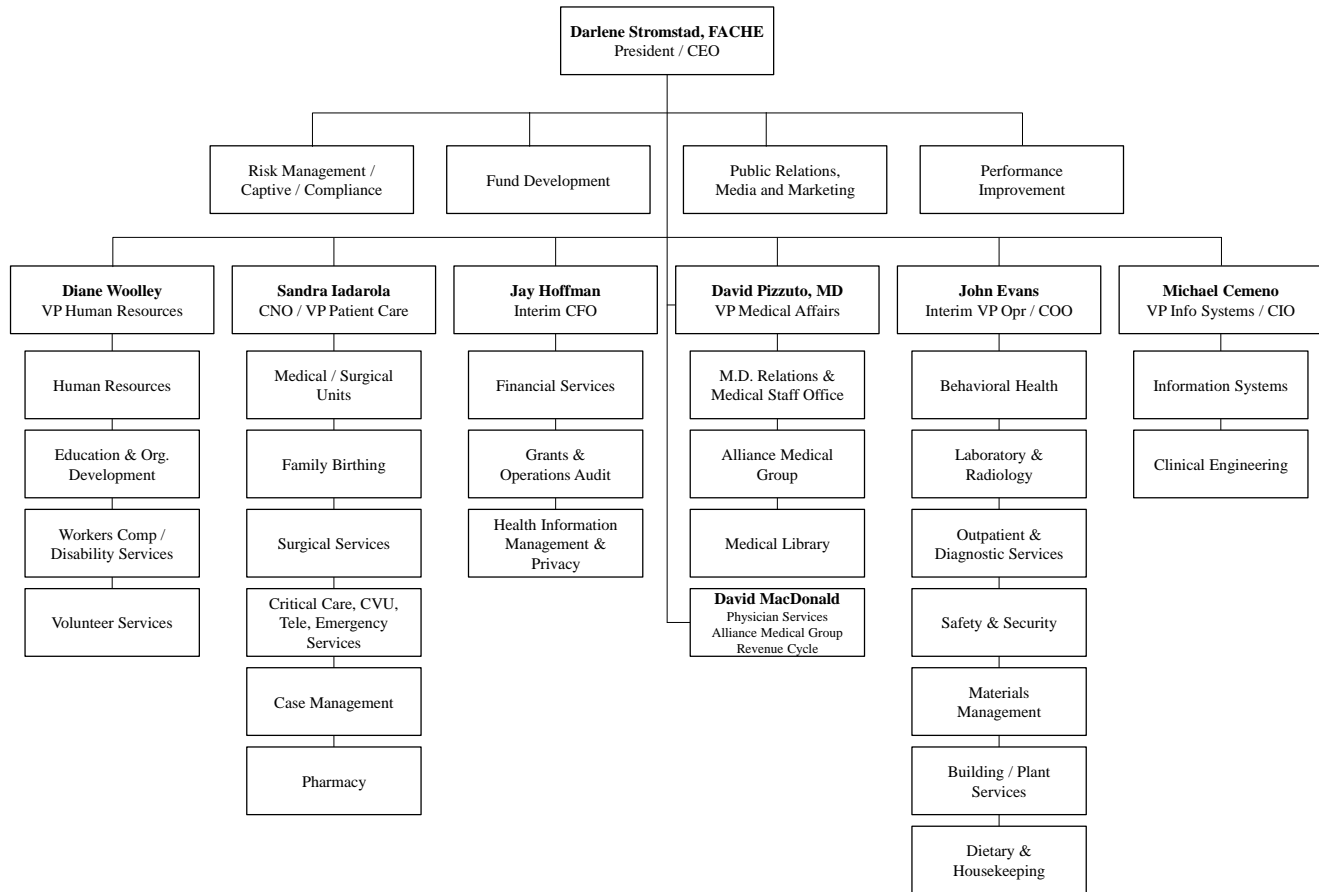 Darlene Stromstad, FACHE
President / CEO
Risk Management /
Captive / Compliance
Fund Development
Public Relations,
Media and Marketing
Performance
Improvement
Diane Woolley
VP Human Resources
Sandra Iadarola
CNO / VP Patient Care
Jay Hoffman
Interim CFO
David Pizzuto, MD
VP Medical Affairs
John Evans
Interim VP Opr / COO
Michael Cemeno
VP Info Systems / CIO
Human Resources
Education & Org.
Development
Workers Comp /
Disability Services
Volunteer Services
Medical / Surgical
Units
Family Birthing
Surgical Services
Critical Care, CVU,
Tele, Emergency
Services
Case Management
Pharmacy
Financial Services
Grants &
Operations Audit
Health Information
Management &
Privacy
M.D. Relations &
Medical Staff Office
Alliance Medical
Group
Medical Library
David MacDonald
Physician Services
Alliance Medical Group
Revenue Cycle
Behavioral Health
Laboratory &
Radiology
Outpatient &
Diagnostic Services
Safety & Security
Materials
Management
Building / Plant
Services
Dietary &
Housekeeping
Information Systems
Clinical Engineering